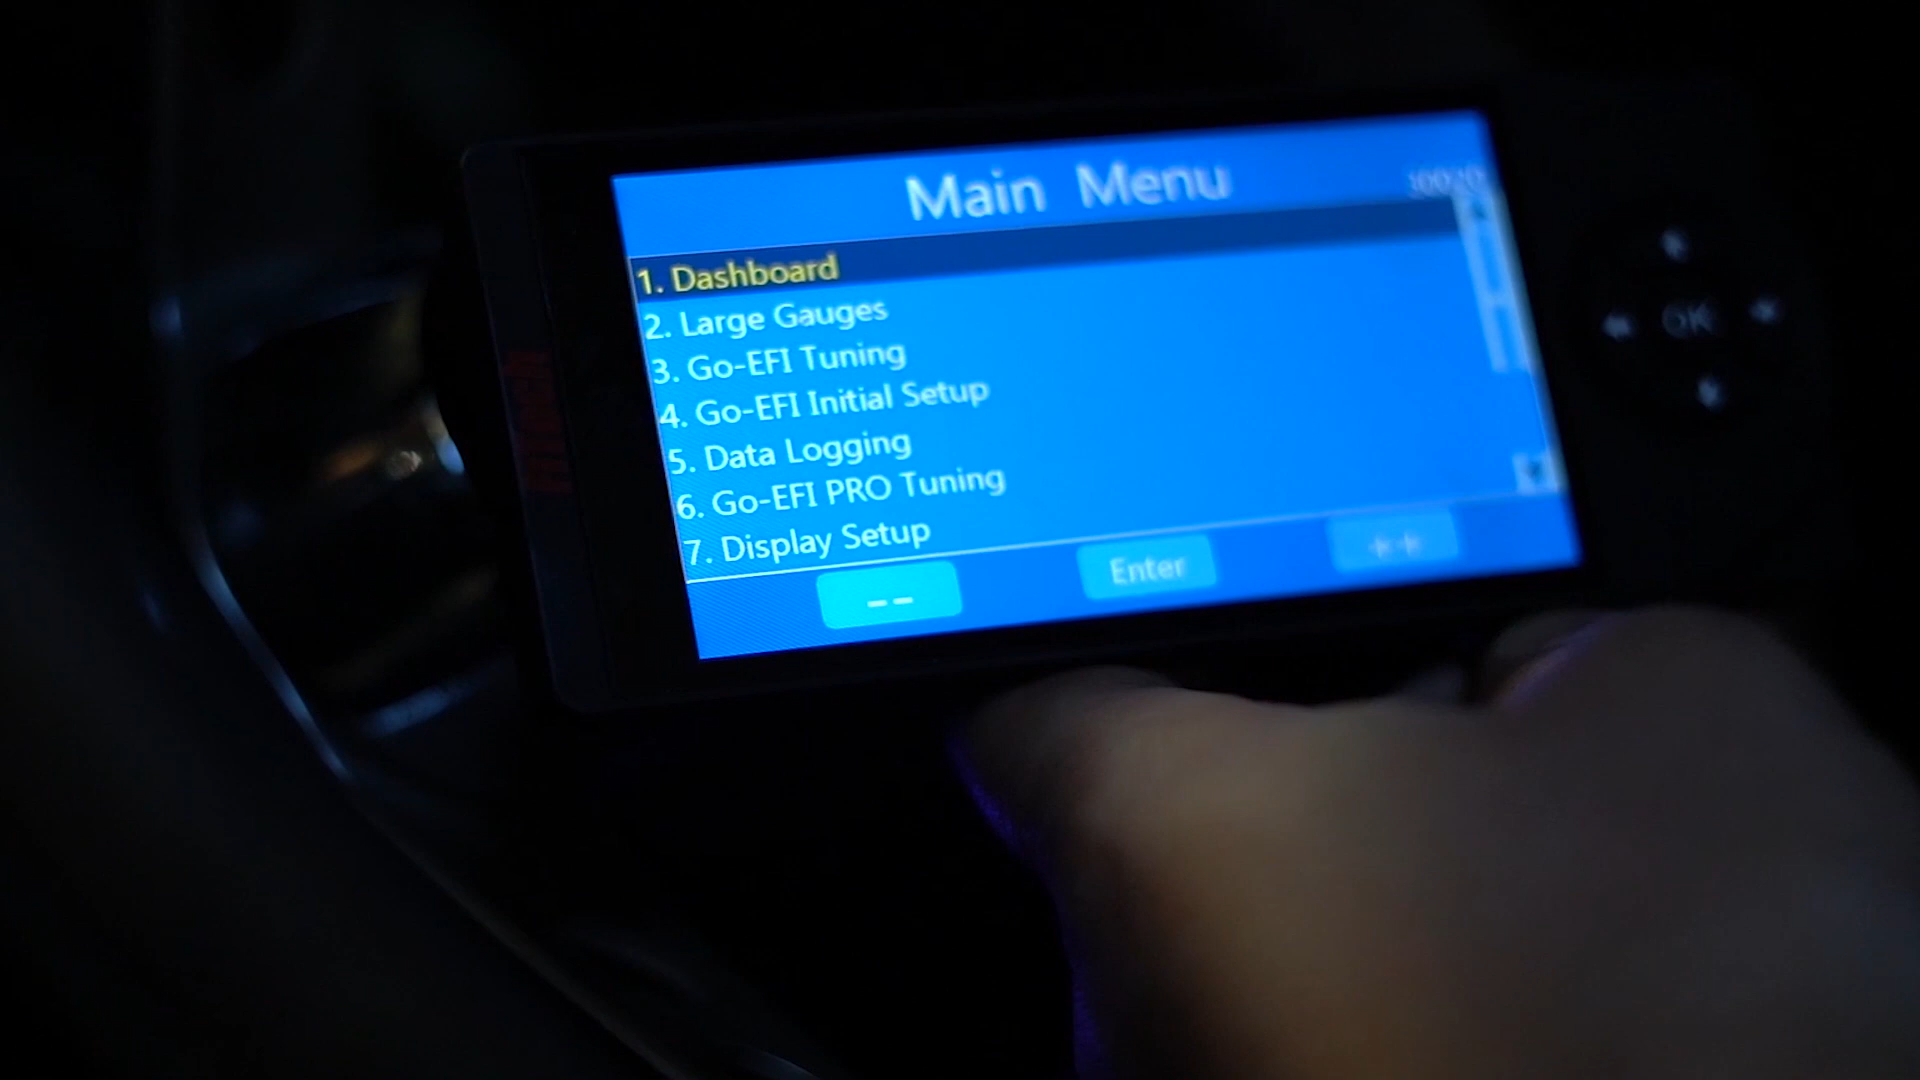 Main Menu
1. Dashboard
2. Large Gauges
3. Go-EFI Tuning
4. Go-EFI Initial Setup
5. Data Logging
6. Go-EFI PRO Tuning
7. Display Setup
-- Enter ++
OK